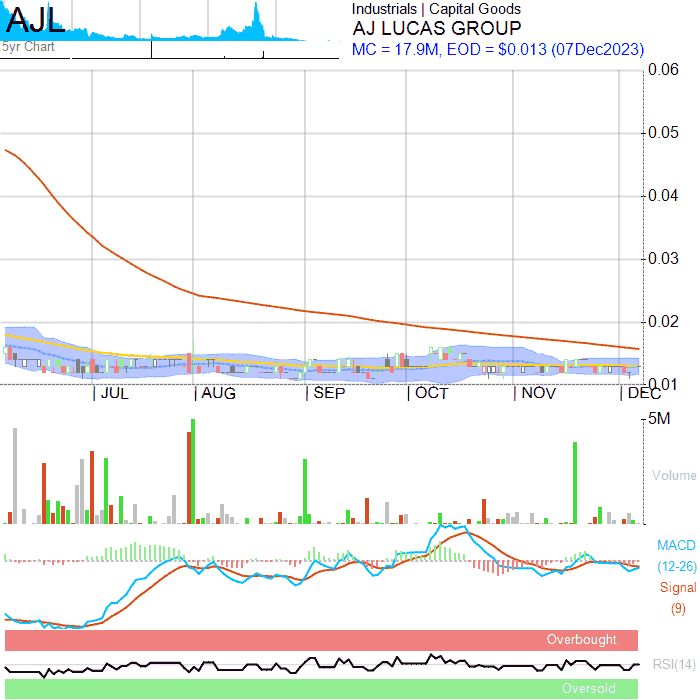 AJL
5yr Chart
Industrials | Capital Goods
AJ LUCAS GROUP
MC = 17.9M, EOD = $0.013 (07Dec2023)
0.06
0.05
0.04
0.03
0.02
0.01
JUL AUG SEP OCT NOV DEC
5M
Volume
MACD
(12-26)
Signal
(9)
Overbought
RSI(14)
Oversold